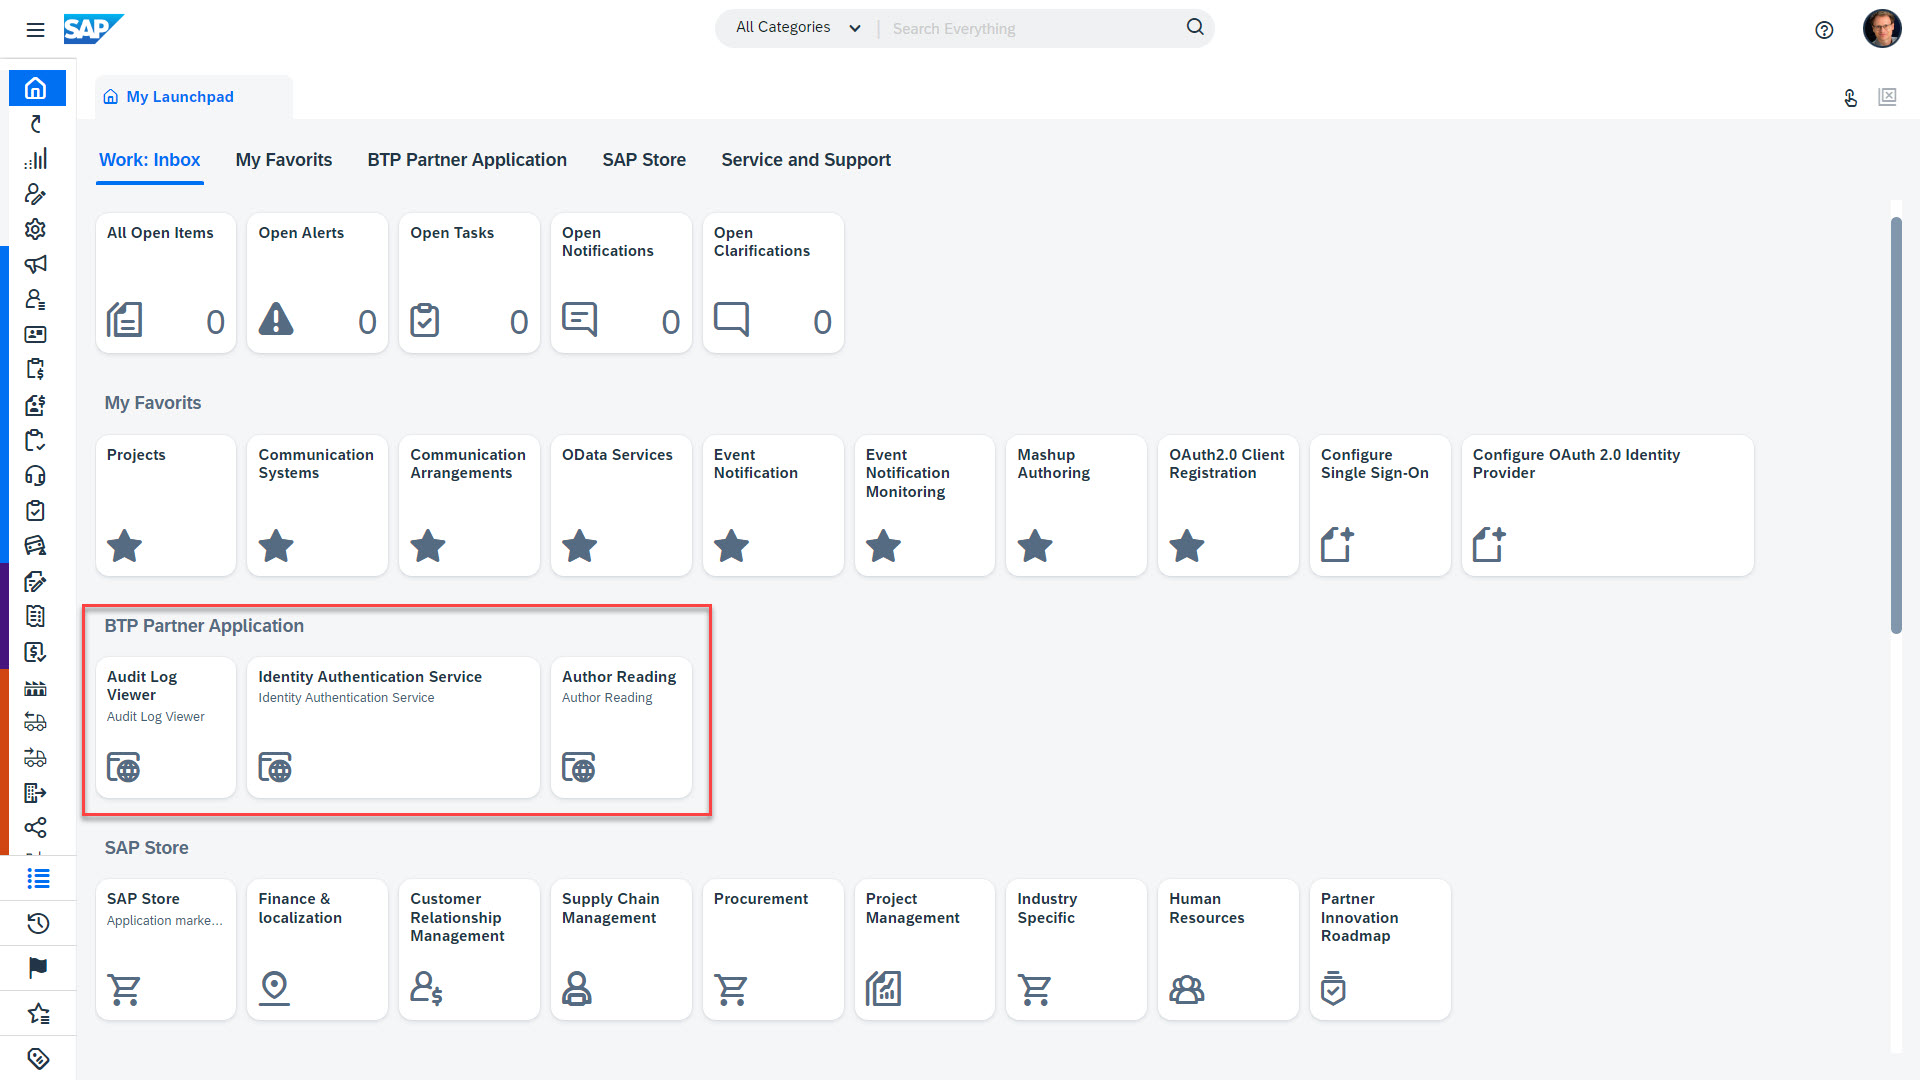 SAP
All Categories
Search Everything
My Launchpad
Work: Inbox
My Favorits
BTP Partner Application
SAP Store
Service and Support
All Open Items
0
Open Alerts
0
Open Tasks
0
Open
Notifications
0
Open
Clarifications
0
My Favorits
Projects
Communication
Systems
Communication
Arrangements
OData Services
Event
Notification
Event
Notification
Monitoring
Mashup
Authoring
OAuth2.0 Client
Registration
Configure
Single Sign-On
Configure OAuth 2.0 Identity
Provider
BTP Partner Application
Audit Log
Viewer
Audit Log Viewer
Identity Authentication Service
Identity Authentication Service
Author Reading
Author Reading
SAP Store
SAP Store
Application marke...
Finance &
localization
Customer
Relationship
Management
Supply Chain
Management
Procurement
Project
Management
Industry
Specific
Human
Resources
Partner
Innovation
Roadmap